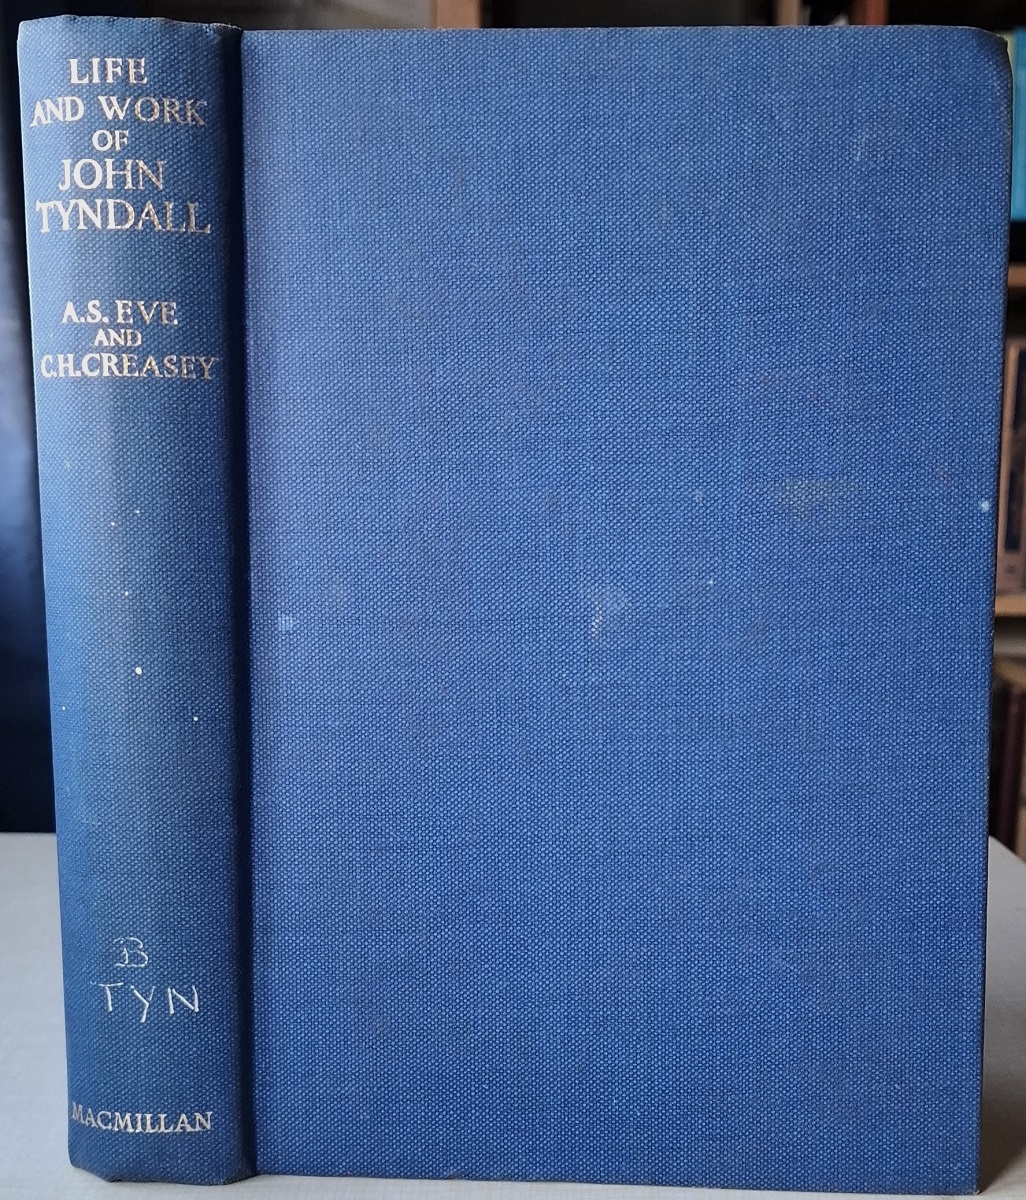 LIFE
AND WORK
OF
JOHN
TYNDALL
A.S. EVE
AND
C.H.CREASEY
B
TYN
MACMILLAN